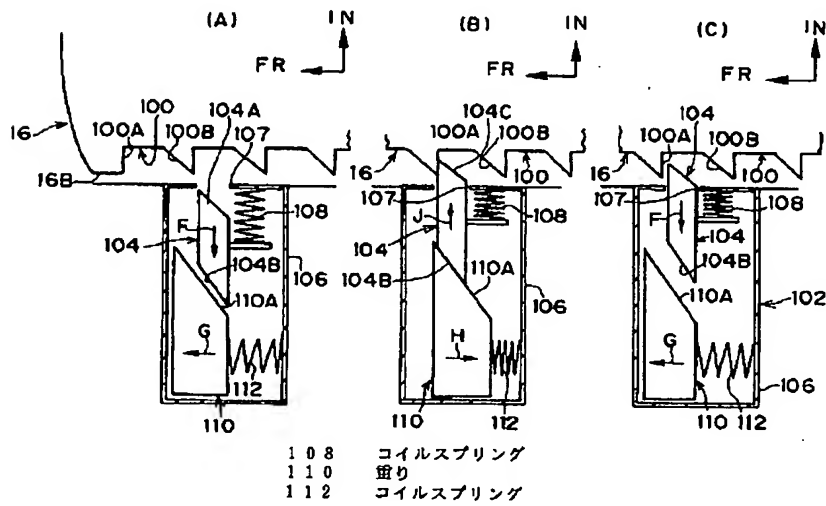 (A) IN (B) IN (C) IN
FR FR FR
104A 104C 104
16 100 107 100A 100B 100A 100B
100A 100B 16 16
16B 107 100 107 100
F 108 J 108 F 108
104 104 104
104B 110A 104B
110A 106 104B 106 110A 102
G H G
112 112 106
110 110 110 112
108 コイルスプリング
110 重り
112 コイルスプリング